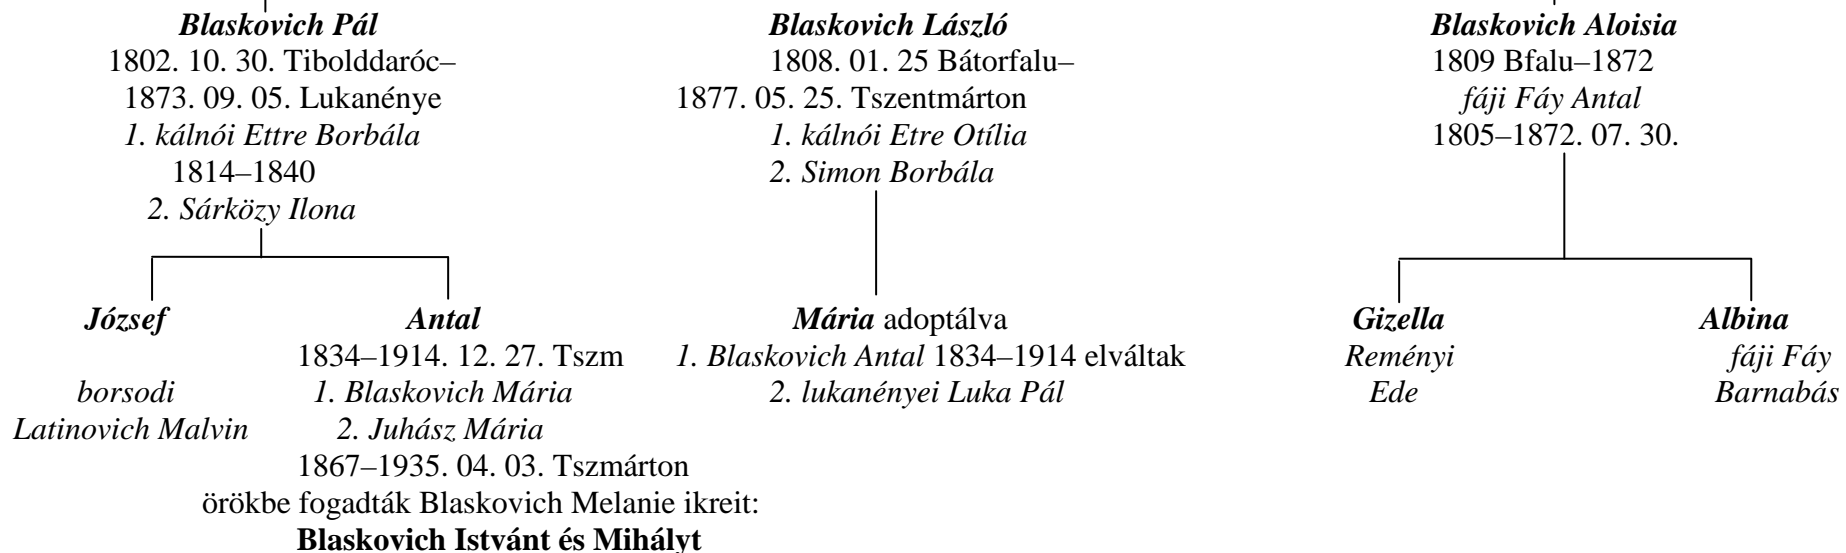 Blaskovich Pál
1802. 10. 30. Tibolddaróc–
1873. 09. 05. Lukanénye
1. kálnói Ettre Borbála
1814–1840
2. Sárközy Ilona
Blaskovich László
1808. 01. 25 Bátorfalu–
1877. 05. 25. Tszentmárton
1. kálnói Etre Otília
2. Simon Borbála
Blaskovich Aloisia
1809 Bfalu–1872
fáji Fáy Antal
1805–1872. 07. 30.
József
borsodi
Latinovich Malvin
Antal
1834–1914. 12. 27. Tszm
1. Blaskovich Mária
2. Juhász Mária
1867–1935. 04. 03. Tszmárton
örökbe fogadták Blaskovich Melanie ikreit:
Blaskovich Istvánt és Mihályt
Mária adoptálva
1. Blaskovich Antal 1834–1914 elváltak
2. lukanényei Luka Pál
Gizella
Reményi
Ede
Albina
fáji Fáy
Barnabás